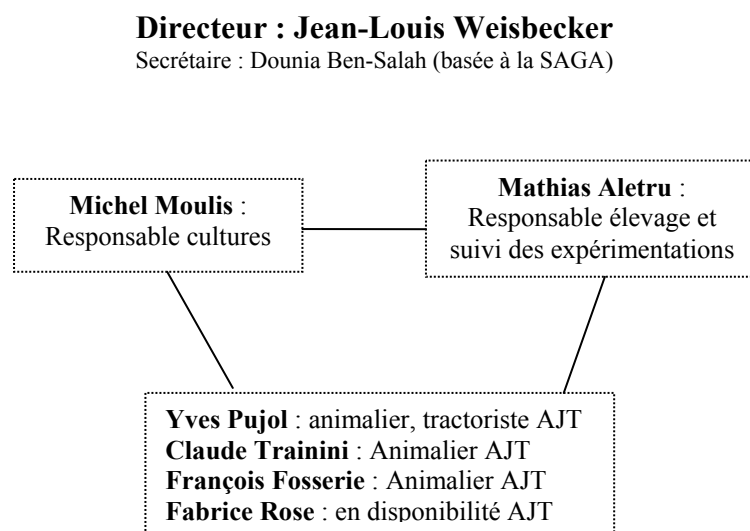 Directeur : Jean-Louis Weisbecker
Secrétaire : Dounia Ben-Salah (basée à la SAGA)
Michel Moulis :
Responsable cultures
Mathias Aletru :
Responsable élevage et
suivi des expérimentations
Yves Pujol : animalier, tractoriste AJT
Claude Trainini : Animalier AJT
François Fosserie : Animalier AJT
Fabrice Rose : en disponibilité AJT